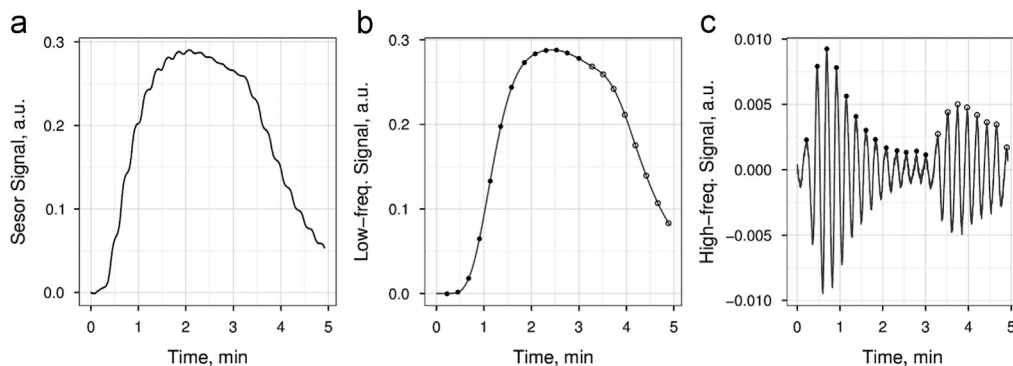 a
Sesor Signal, a.u.
0.3
0.2
0.1
0.0
0 1 2 3 4 5
Time, min
b
Low-freq. Signal, a.u.
0.3
0.2
0.1
0.0
0 1 2 3 4 5
Time, min
c
High-freq. Signal, a.u.
0.010
0.005
0.000
−0.005
−0.010
0 1 2 3 4 5
Time, min